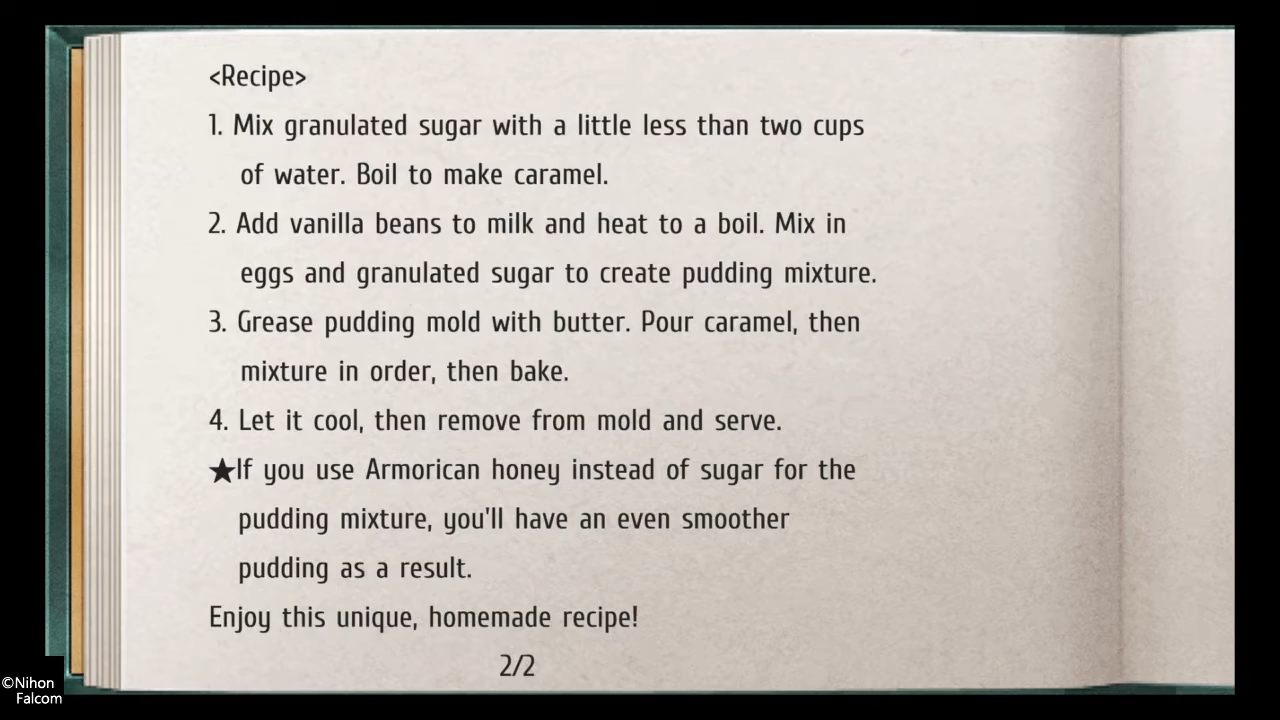 <Recipe>
1. Mix granulated sugar with a little less than two cups
of water. Boil to make caramel.
2. Add vanilla beans to milk and heat to a boil. Mix in
eggs and granulated sugar to create pudding mixture.
3. Grease pudding mold with butter. Pour caramel, then
mixture in order, then bake.
4. Let it cool, then remove from mold and serve.
★If you use Armorican honey instead of sugar for the
pudding mixture, you'll have an even smoother
pudding as a result.
Enjoy this unique, homemade recipe!
2/2
©Nihon
Falcom